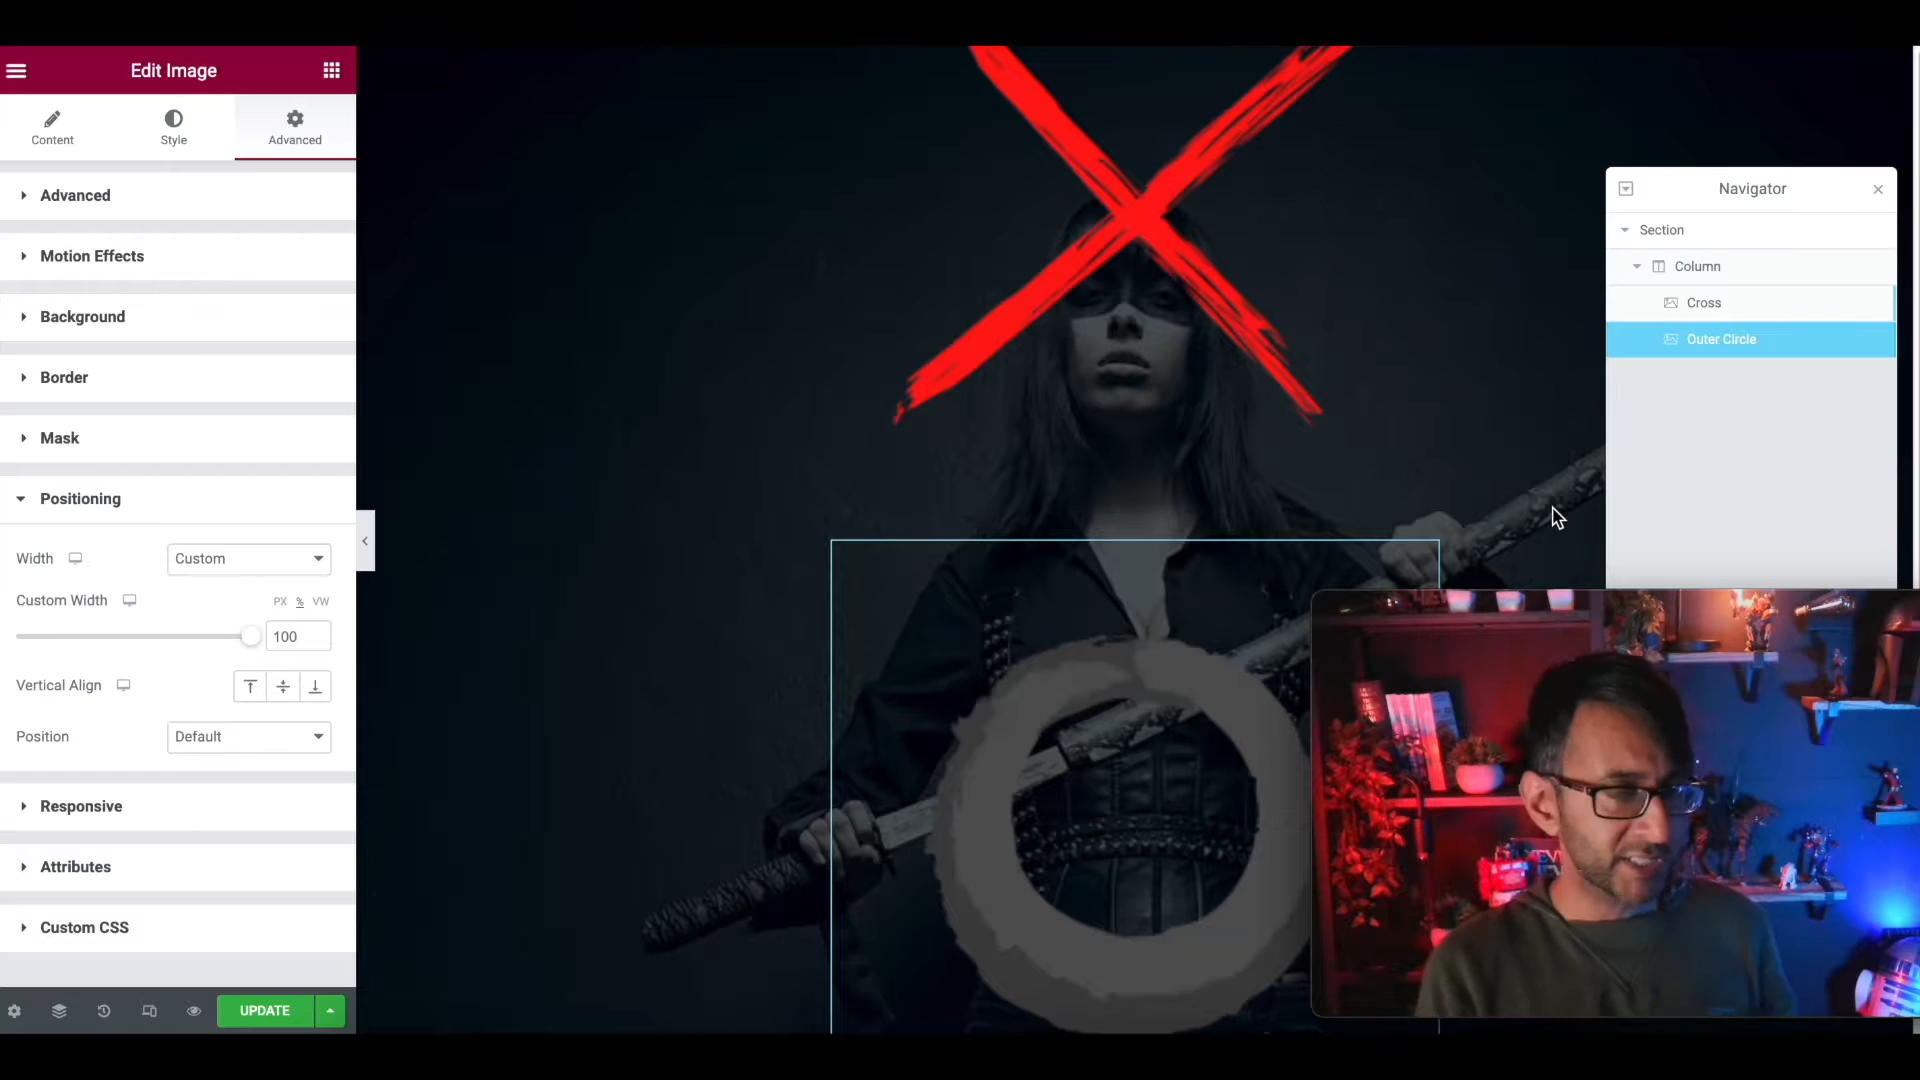 Edit Image
Content
Style
Advanced
Advanced
Motion Effects
Background
Border
Mask
Positioning
Width
Custom
Custom Width
PX % VW
100
Vertical Align
Position
Default
Responsive
Attributes
Custom CSS
UPDATE
Navigator
Section
Column
Cross
Outer Circle